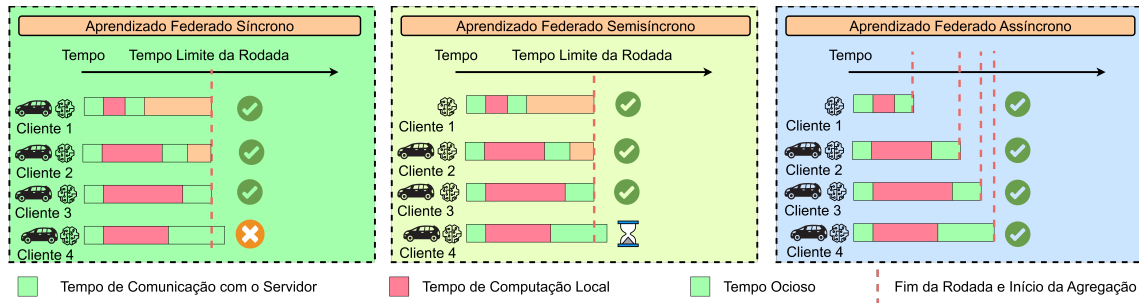 Aprendizado Federado Síncrono
Tempo
Tempo Limite da Rodada
Cliente 1
Cliente 2
Cliente 3
Cliente 4
Aprendizado Federado Semisíncrono
Tempo
Tempo Limite da Rodada
Cliente 1
Cliente 2
Cliente 3
Cliente 4
Aprendizado Federado Assíncrono
Tempo
Cliente 1
Cliente 2
Cliente 3
Cliente 4
Tempo de Comunicação com o Servidor
Tempo de Computação Local
Tempo Ocioso
Fim da Rodada e Início da Agregação